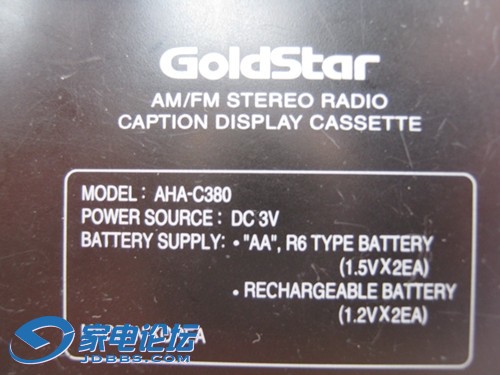 GoldStar
AM/FM STEREO RADIO
CAPTION DISPLAY CASSETTE
MODEL: AHA-C380
POWER SOURCE: DC 3V
BATTERY SUPPLY: • "AA", R6 TYPE BATTERY
(1.5VX2EA)
• RECHARGEABLE BATTERY
(1.2VX2EA)
家电论坛
JDBBS.COM